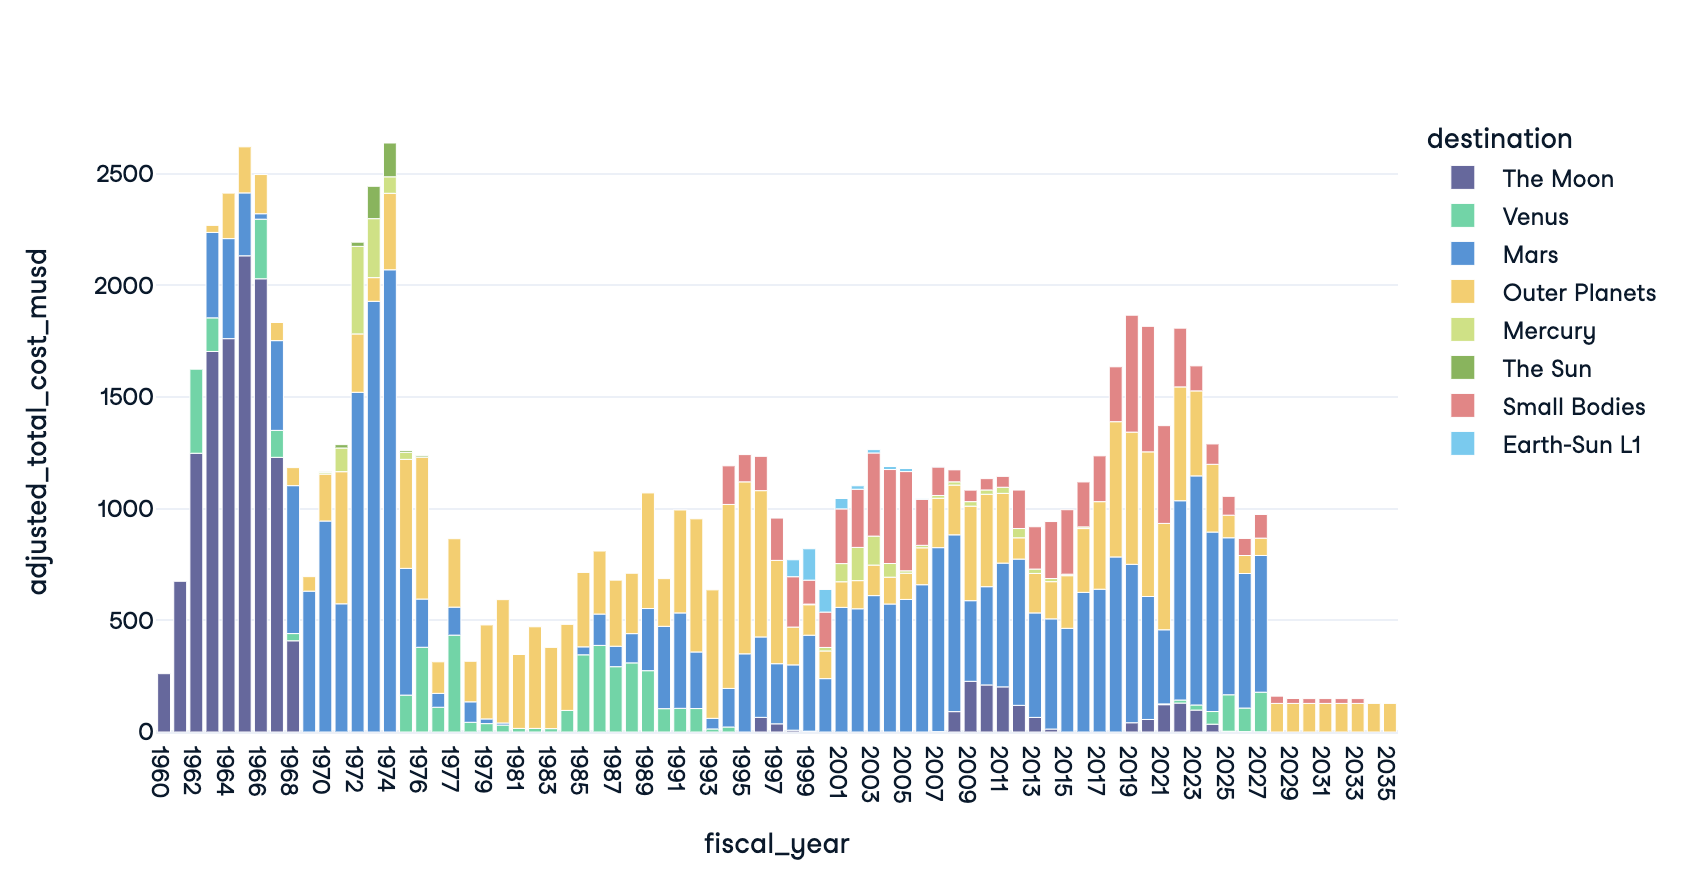 destination
The Moon
Venus
Mars
Outer Planets
Mercury
The Sun
Small Bodies
Earth-Sun L1
adjusted_total_cost_musd
2500
2000
1500
1000
500
0
1960 1962 1964 1966 1968 1970 1972 1974 1976 1977 1979 1981 1983 1985 1987 1989 1991 1993 1995 1997 1999 2001 2003 2005 2007 2009 2011 2013 2015 2017 2019 2021 2023 2025 2027 2029 2031 2033 2035
fiscal_year